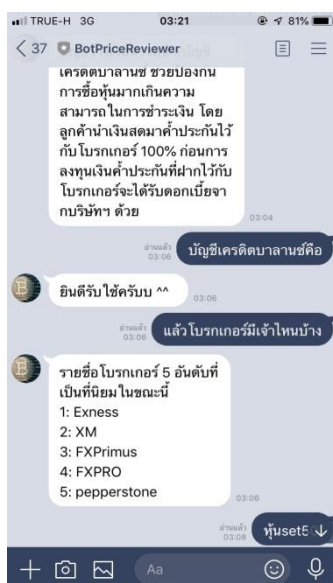 TRUE-H 3G 03:21 81%
37 BotPriceReviewer
เครดิตบาลานซ์ ช่วยป้องกัน
การซื้อหุ้นมากเกินความ
สามารถในการชำระเงิน โดย
ลูกค้านำเงินสดมาค้ำประกันไว้
กับโบรกเกอร์ 100% ก่อนการ
ลงทุนเงินค้ำประกันที่ฝากไว้กับ
โบรกเกอร์จะได้รับดอกเบี้ยจา
กบริษัทฯ ด้วย
03:04
อ่านแล้ว
03:06
บัญชีเครดิตบาลานซ์คือ
ยินดีรับใช้ครับบ ^^
03:06
อ่านแล้ว
03:06
แล้วโบรกเกอร์มีเจ้าไหนบ้าง
รายชื่อโบรกเกอร์ 5 อันดับที่
เป็นที่นิยมในขณะนี้
1: Exness
2: XM
3: FXPrimus
4: FXPRO
5: pepperstone
03:06
อ่านแล้ว
03:08
หุ้นset5
Aa